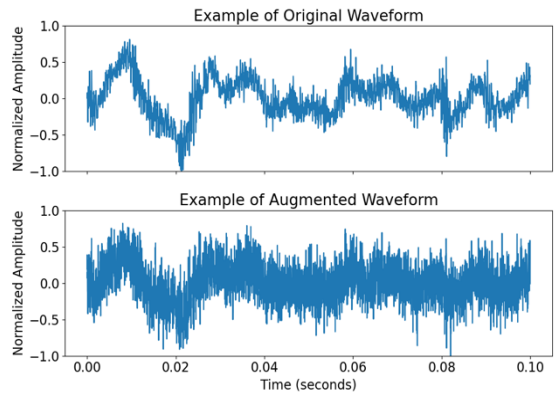 Example of Original Waveform
1.0
0.5
0.0
−0.5
−1.0
Normalized Amplitude
Example of Augmented Waveform
1.0
0.5
0.0
−0.5
−1.0
Normalized Amplitude
0.00 0.02 0.04 0.06 0.08 0.10
Time (seconds)